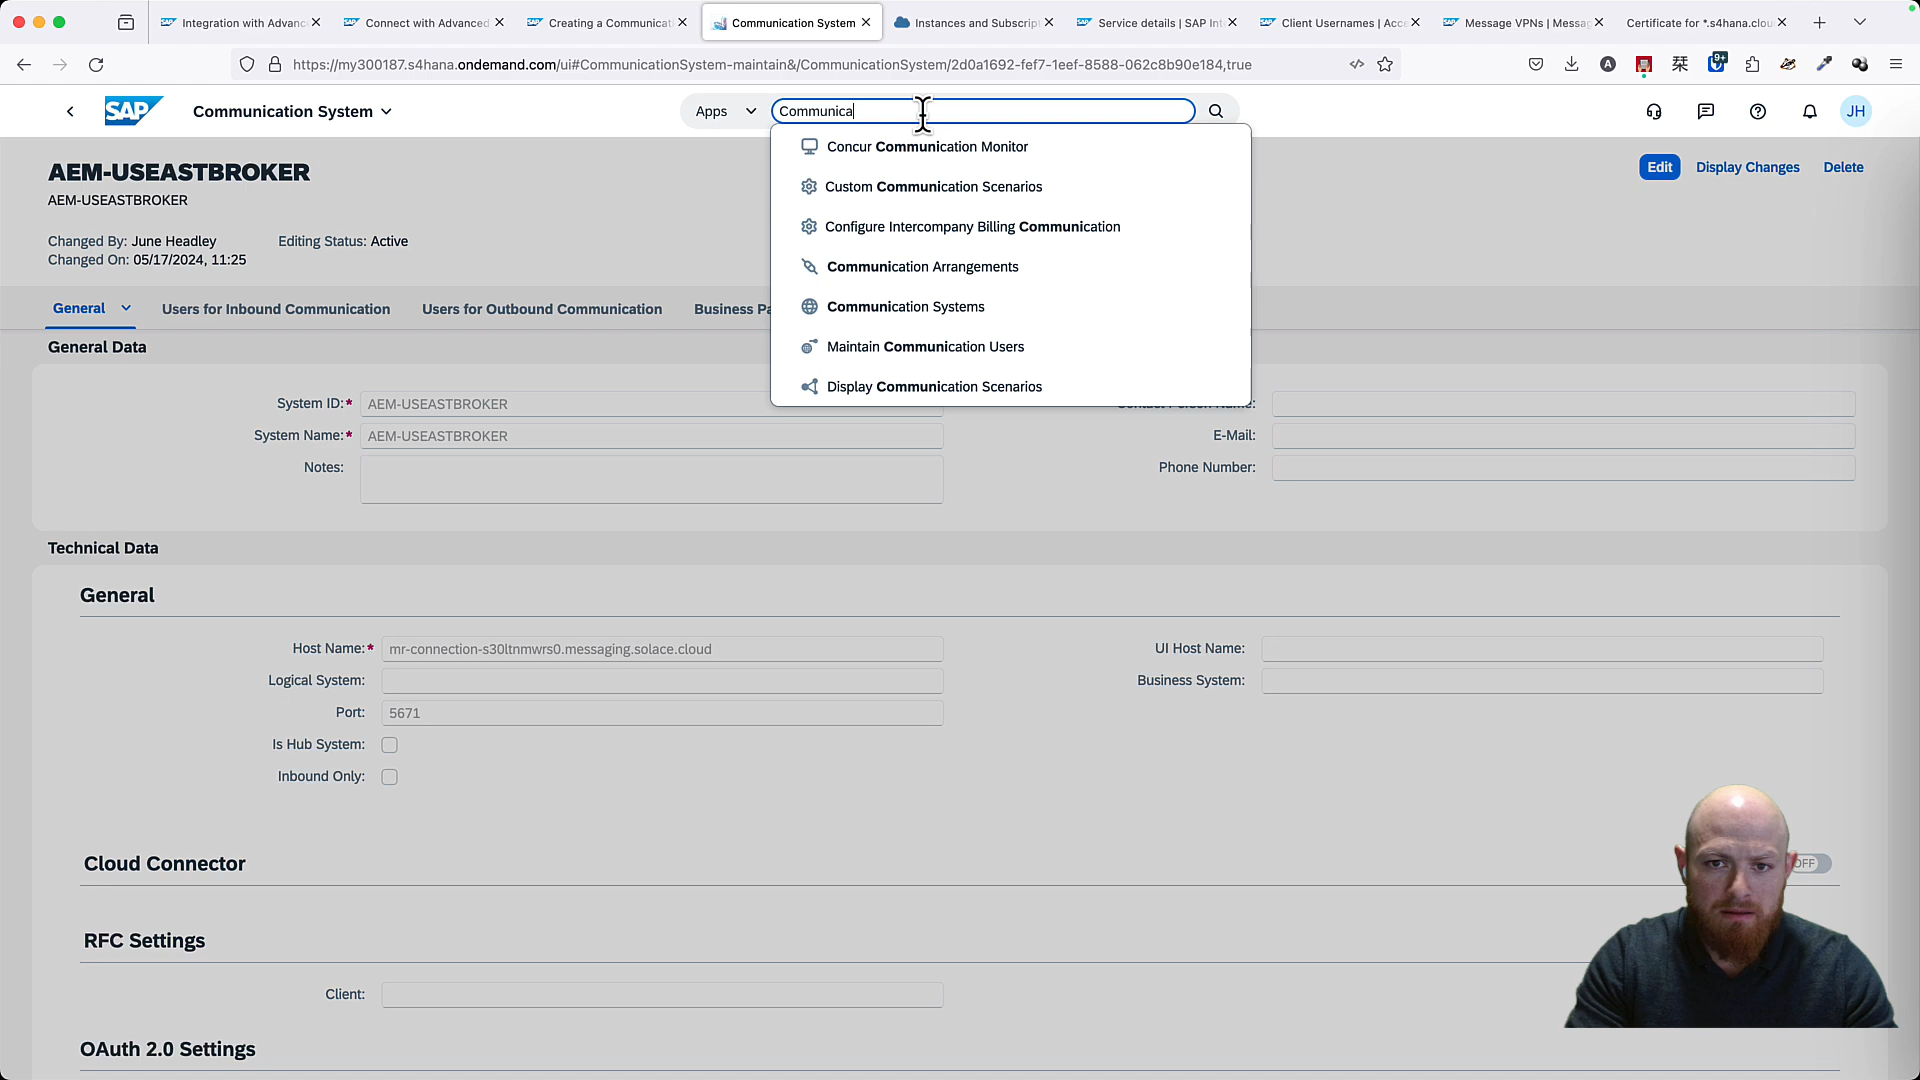 Integration with Advanc
Connect with Advanced
Creating a Communicati
Communication System
Instances and Subscript
Service details | SAP Int
Client Usernames | Acce
Message VPNs | Messag
Certificate for *.s4hana.clou
https://my300187.s4hana.ondemand.com/ui#CommunicationSystem-maintain&/CommunicationSystem/2d0a1692-fef7-1eef-8588-062c8b90e184,true
9+
SAP
Communication System
Apps
Communica
JH
Concur Communication Monitor
Custom Communication Scenarios
Configure Intercompany Billing Communication
Communication Arrangements
Communication Systems
Maintain Communication Users
Display Communication Scenarios
AEM-USEASTBROKER
Edit
Display Changes
Delete
AEM-USEASTBROKER
Changed By: June Headley
Editing Status: Active
Changed On: 05/17/2024, 11:25
General
Users for Inbound Communication
Users for Outbound Communication
Business Pa
General Data
System ID:*
AEM-USEASTBROKER
Contact Person Name:
System Name:*
AEM-USEASTBROKER
E-Mail:
Notes:
Phone Number:
Technical Data
General
Host Name:*
mr-connection-s30ltnmwrs0.messaging.solace.cloud
UI Host Name:
Logical System:
Business System:
Port:
5671
Is Hub System:
Inbound Only:
Cloud Connector
OFF
RFC Settings
Client:
OAuth 2.0 Settings